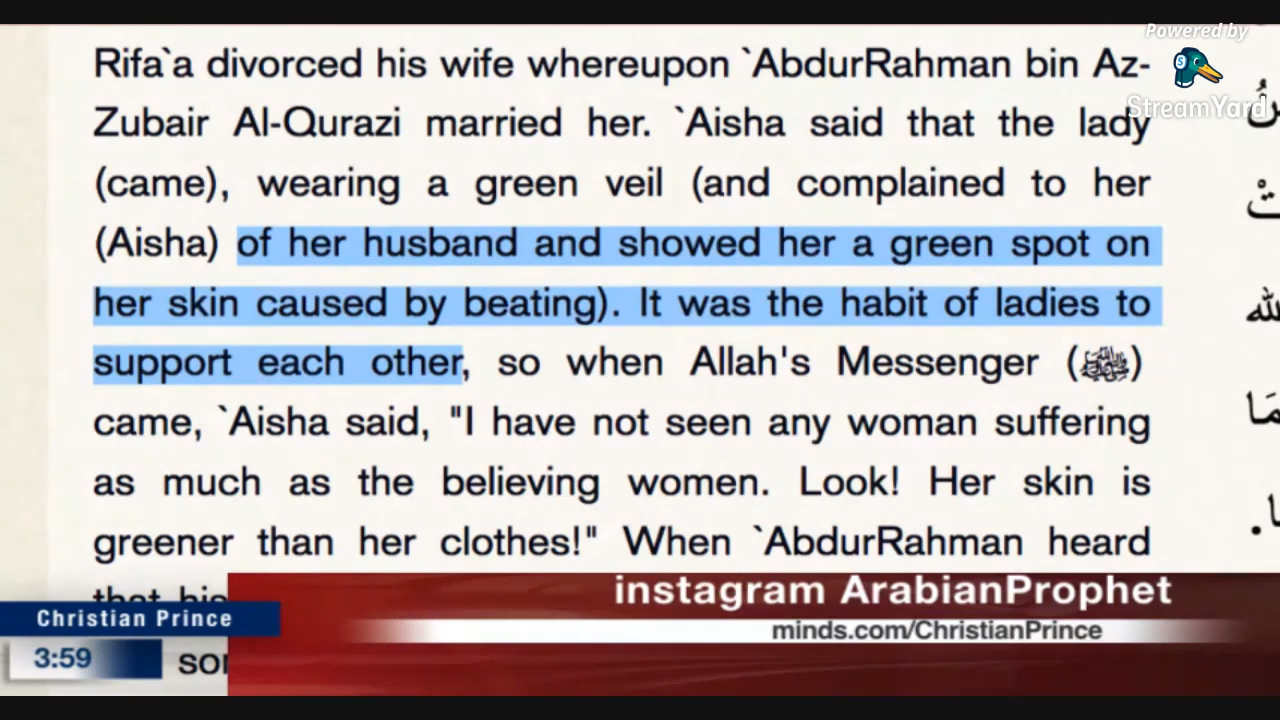 Powered by
StreamYard
Rifa`a divorced his wife whereupon `AbdurRahman bin Az-
Zubair Al-Qurazi married her. `Aisha said that the lady
(came), wearing a green veil (and complained to her
(Aisha) of her husband and showed her a green spot on
her skin caused by beating). It was the habit of ladies to
support each other, so when Allah's Messenger (ﷺ)
came, `Aisha said, "I have not seen any woman suffering
as much as the believing women. Look! Her skin is
greener than her clothes!" When `AbdurRahman heard
that his
instagram ArabianProphet
Christian Prince
minds.com/ChristianPrince
3:59